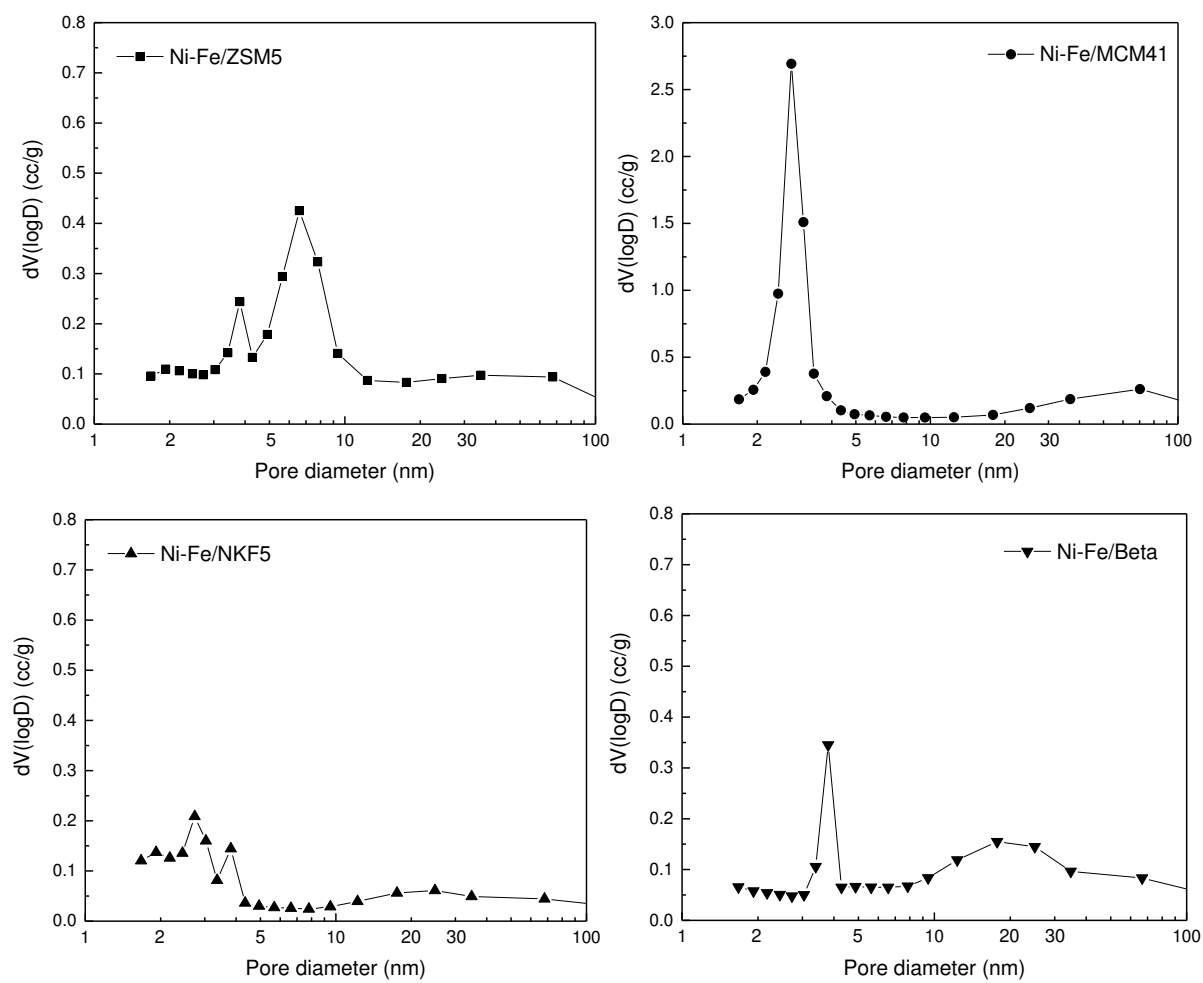 Ni-Fe/ZSM5
0.8
0.7
0.6
0.5
0.4
0.3
0.2
0.1
0.0
dV(logD) (cc/g)
1 2 5 10 20 30 100
Pore diameter (nm)
Ni-Fe/MCM41
3.0
2.5
2.0
1.5
1.0
0.5
0.0
dV(logD) (cc/g)
1 2 5 10 20 30 100
Pore diameter (nm)
Ni-Fe/NKF5
0.8
0.7
0.6
0.5
0.4
0.3
0.2
0.1
0.0
dV(logD) (cc/g)
1 2 5 10 20 30 100
Pore diameter (nm)
Ni-Fe/Beta
0.8
0.7
0.6
0.5
0.4
0.3
0.2
0.1
0.0
dV(logD) (cc/g)
1 2 5 10 20 30 100
Pore diameter (nm)